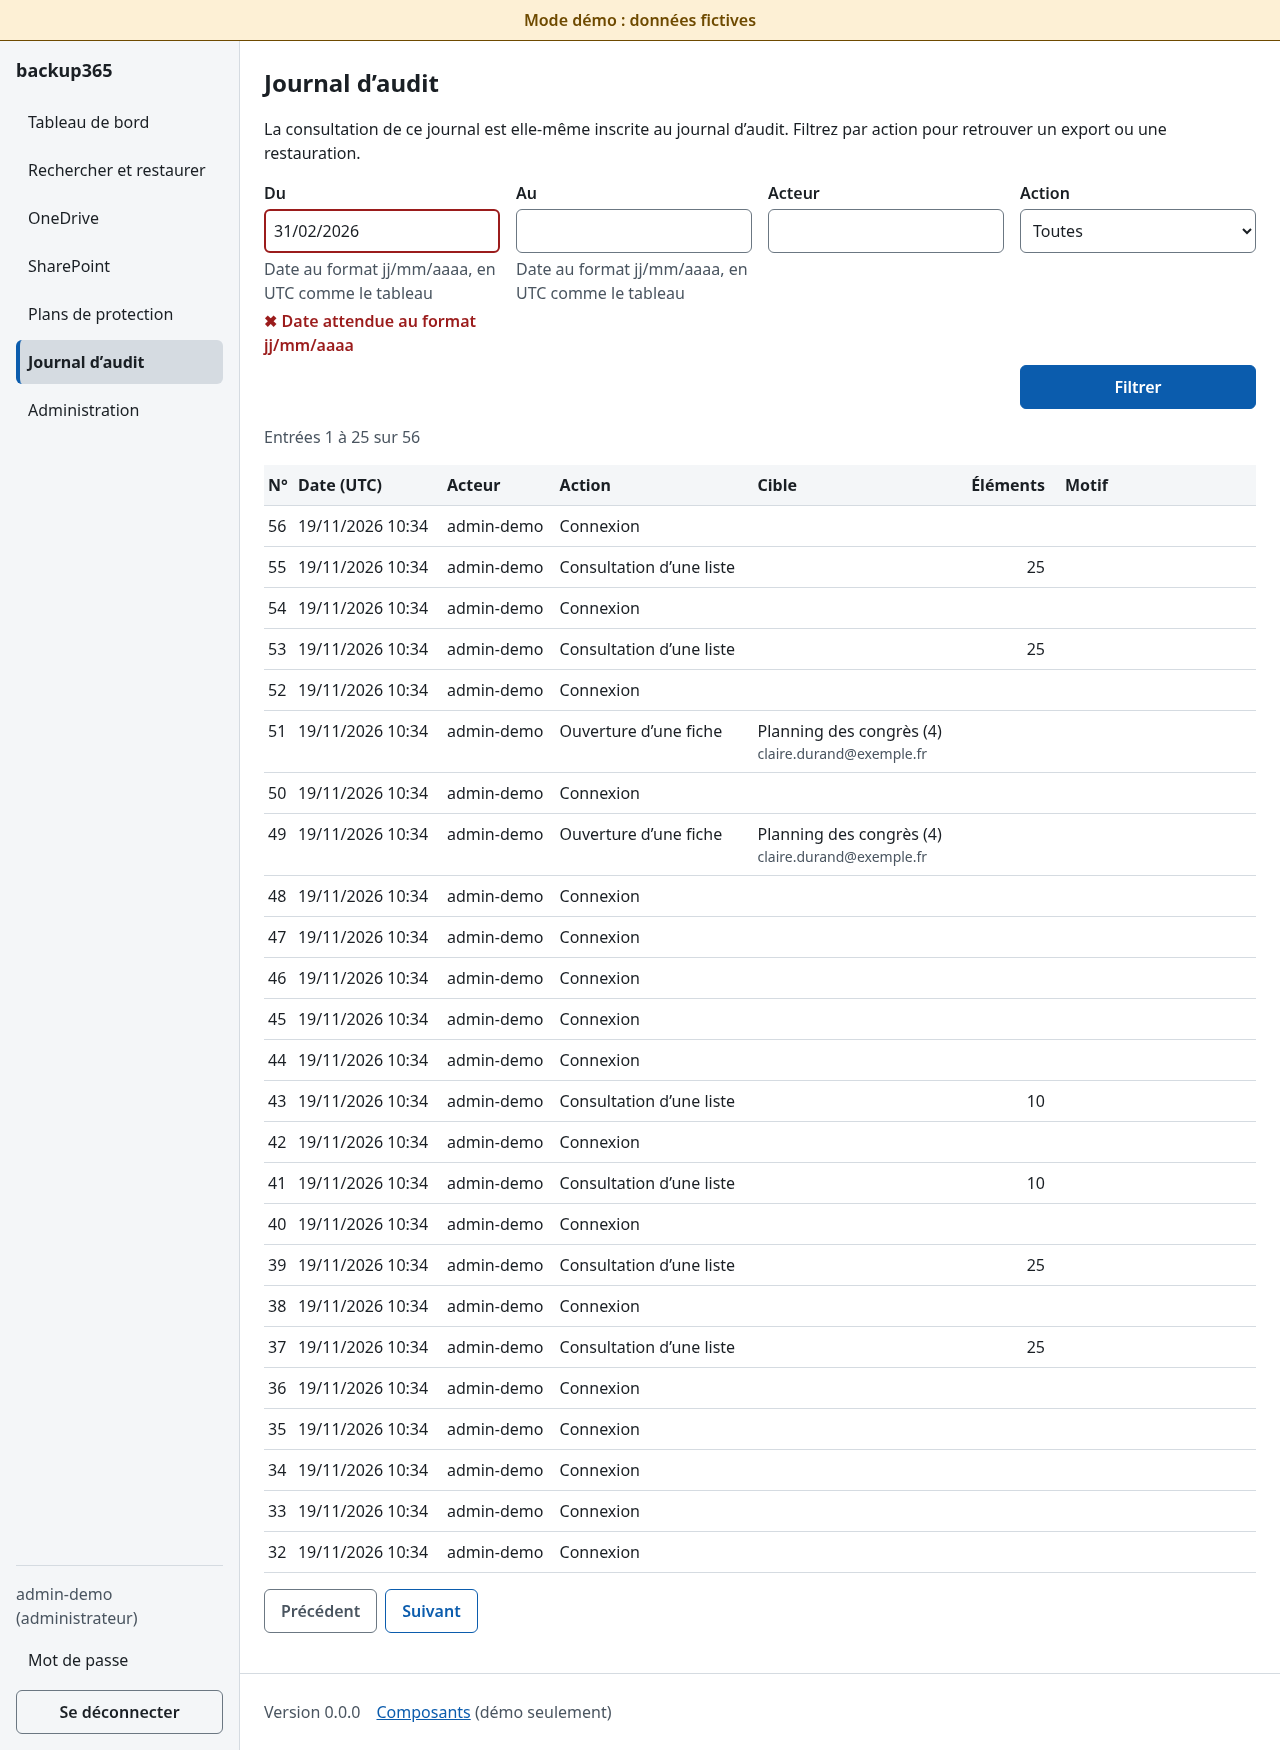 Mode démo : données fictives
backup365
Tableau de bord
Rechercher et restaurer
OneDrive
SharePoint
Plans de protection
Journal d’audit
Administration
admin-demo
(administrateur)
Mot de passe
Se déconnecter
Journal d’audit
La consultation de ce journal est elle-même inscrite au journal d’audit. Filtrez par action pour retrouver un export ou une
restauration.
Du Au Acteur Action
31/02/2026 Toutes
Date au format jj/mm/aaaa, en Date au format jj/mm/aaaa, en
UTC comme le tableau UTC comme le tableau
✖ Date attendue au format
jj/mm/aaaa
Filtrer
Entrées 1 à 25 sur 56
N° Date (UTC) Acteur Action Cible Éléments Motif
56 19/11/2026 10:34 admin-demo Connexion
55 19/11/2026 10:34 admin-demo Consultation d’une liste 25
54 19/11/2026 10:34 admin-demo Connexion
53 19/11/2026 10:34 admin-demo Consultation d’une liste 25
52 19/11/2026 10:34 admin-demo Connexion
51 19/11/2026 10:34 admin-demo Ouverture d’une fiche Planning des congrès (4)
claire.durand@exemple.fr
50 19/11/2026 10:34 admin-demo Connexion
49 19/11/2026 10:34 admin-demo Ouverture d’une fiche Planning des congrès (4)
claire.durand@exemple.fr
48 19/11/2026 10:34 admin-demo Connexion
47 19/11/2026 10:34 admin-demo Connexion
46 19/11/2026 10:34 admin-demo Connexion
45 19/11/2026 10:34 admin-demo Connexion
44 19/11/2026 10:34 admin-demo Connexion
43 19/11/2026 10:34 admin-demo Consultation d’une liste 10
42 19/11/2026 10:34 admin-demo Connexion
41 19/11/2026 10:34 admin-demo Consultation d’une liste 10
40 19/11/2026 10:34 admin-demo Connexion
39 19/11/2026 10:34 admin-demo Consultation d’une liste 25
38 19/11/2026 10:34 admin-demo Connexion
37 19/11/2026 10:34 admin-demo Consultation d’une liste 25
36 19/11/2026 10:34 admin-demo Connexion
35 19/11/2026 10:34 admin-demo Connexion
34 19/11/2026 10:34 admin-demo Connexion
33 19/11/2026 10:34 admin-demo Connexion
32 19/11/2026 10:34 admin-demo Connexion
Précédent Suivant
Version 0.0.0 Composants (démo seulement)